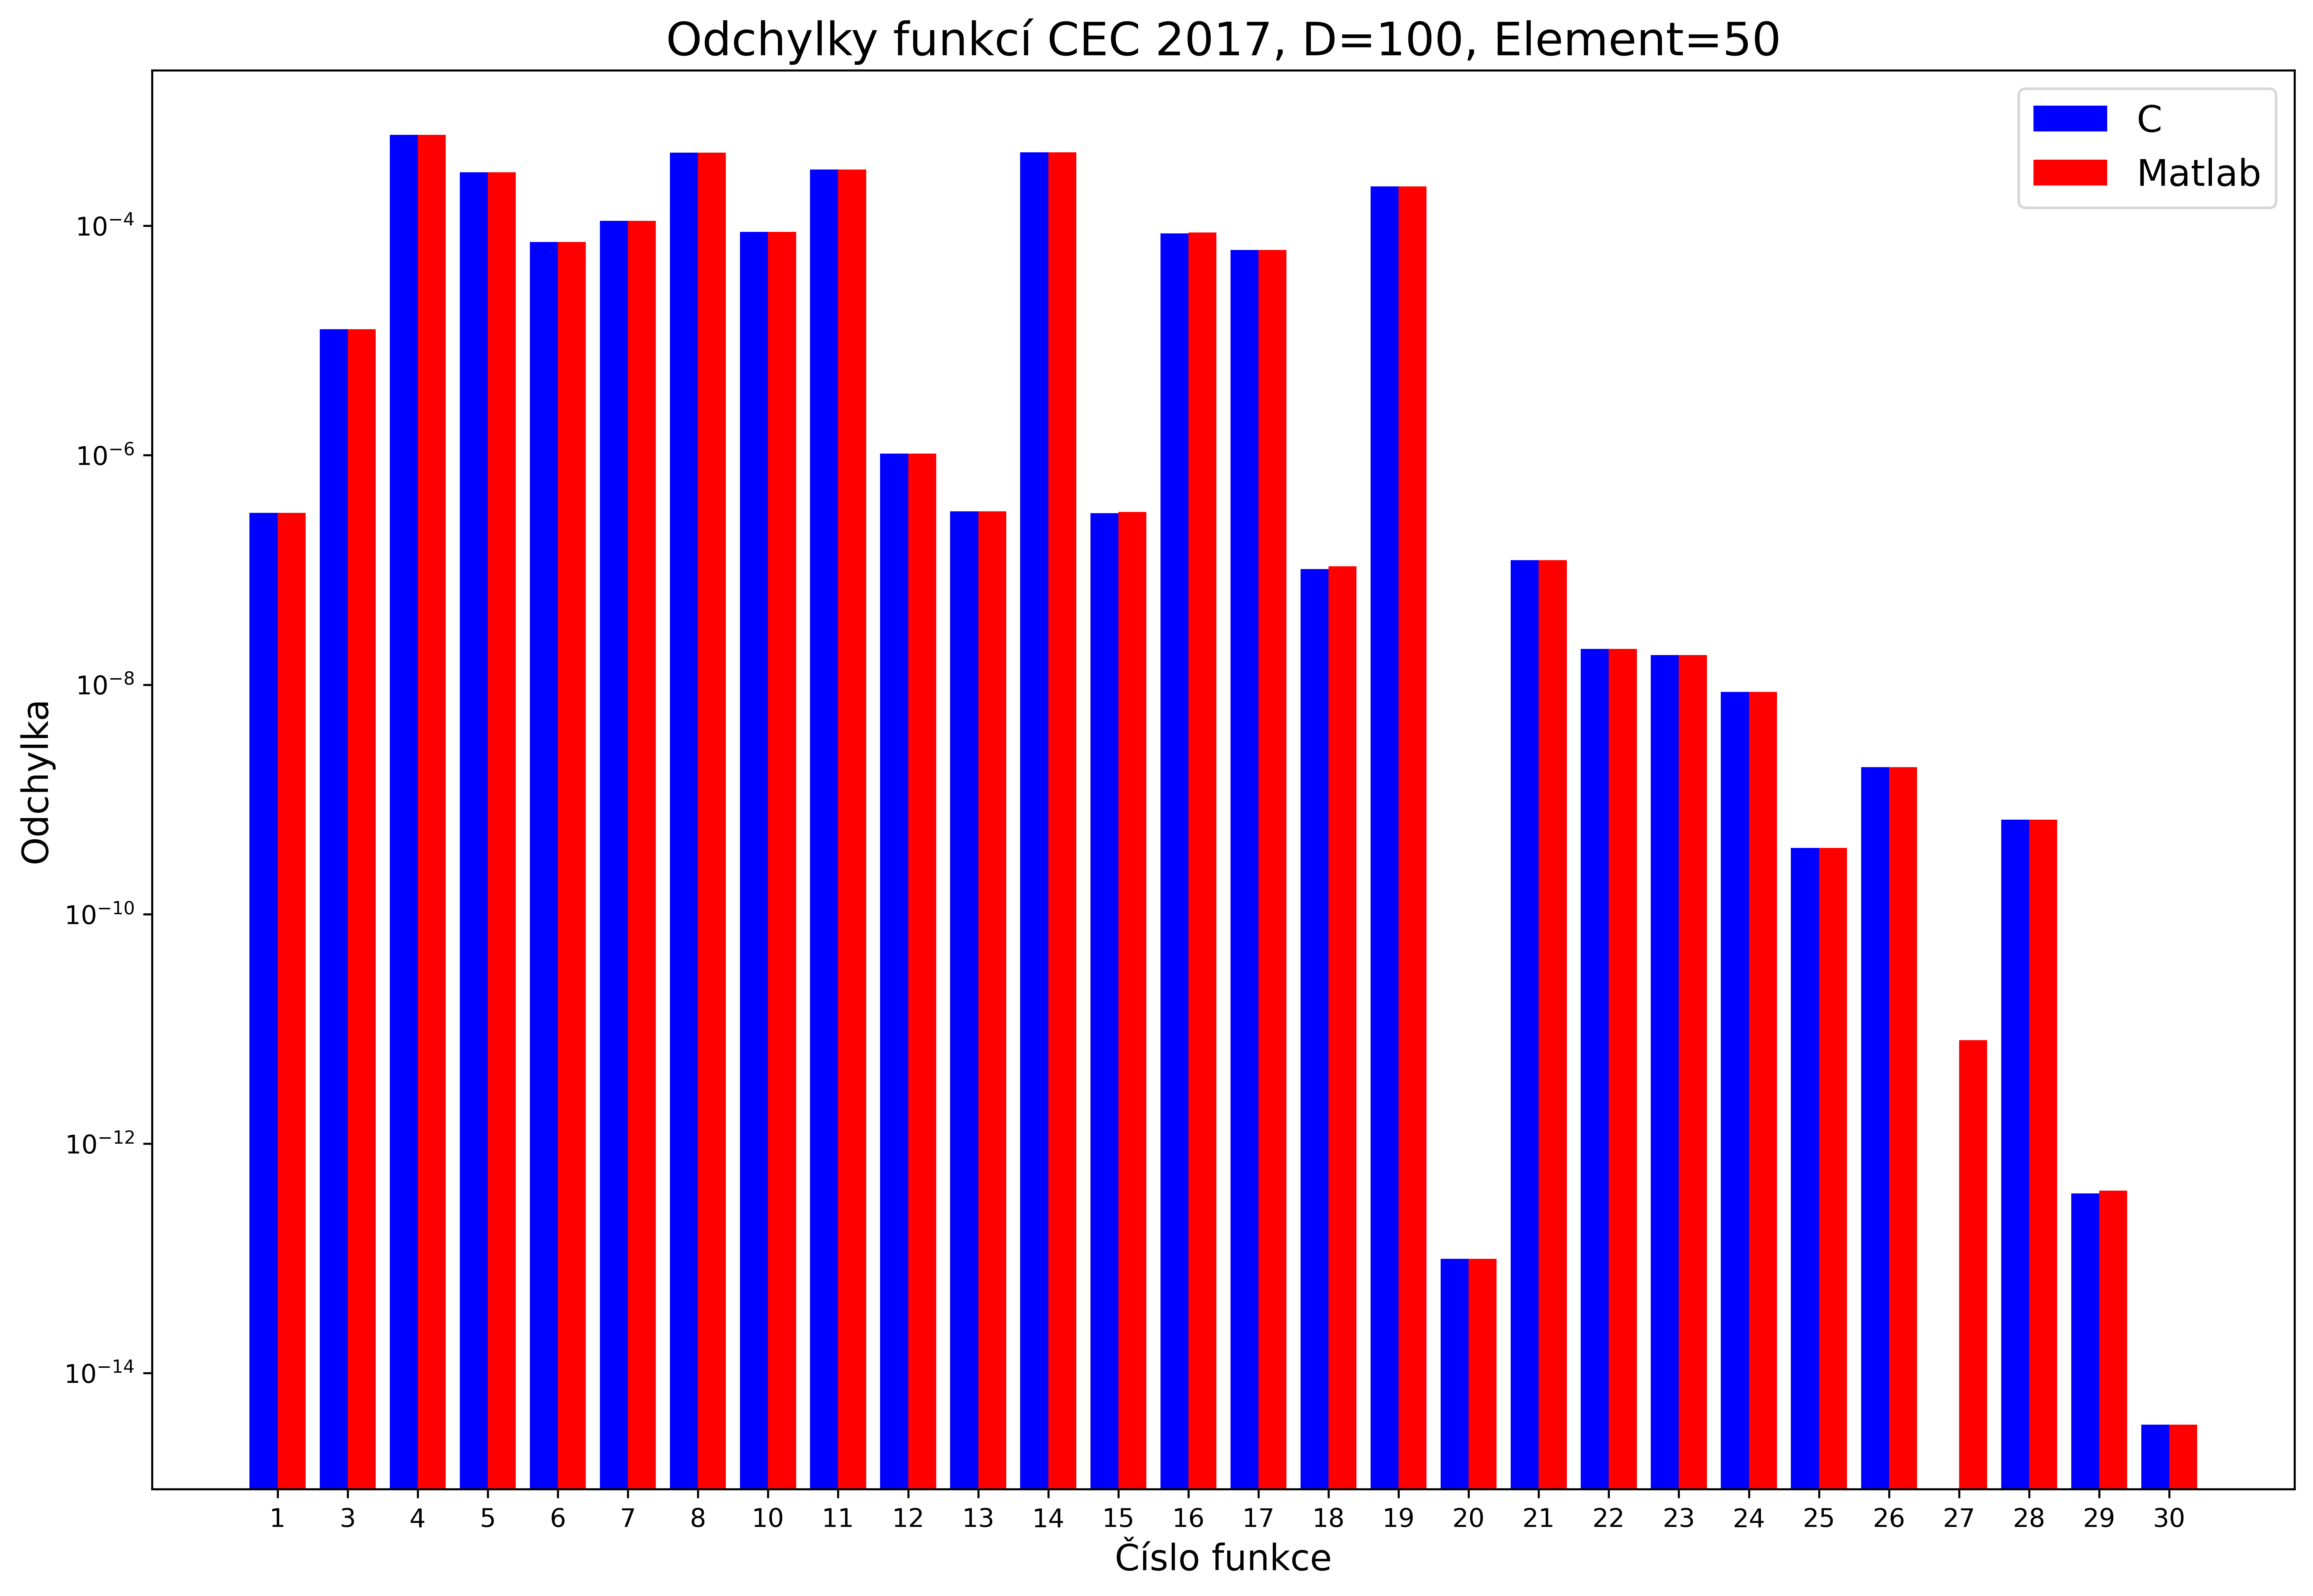 Odchylky funkcí CEC 2017, D=100, Element=50
C
Matlab
Odchylka
10⁻⁴
10⁻⁶
10⁻⁸
10⁻¹⁰
10⁻¹²
10⁻¹⁴
1 3 4 5 6 7 8 10 11 12 13 14 15 16 17 18 19 20 21 22 23 24 25 26 27 28 29 30
Číslo funkce